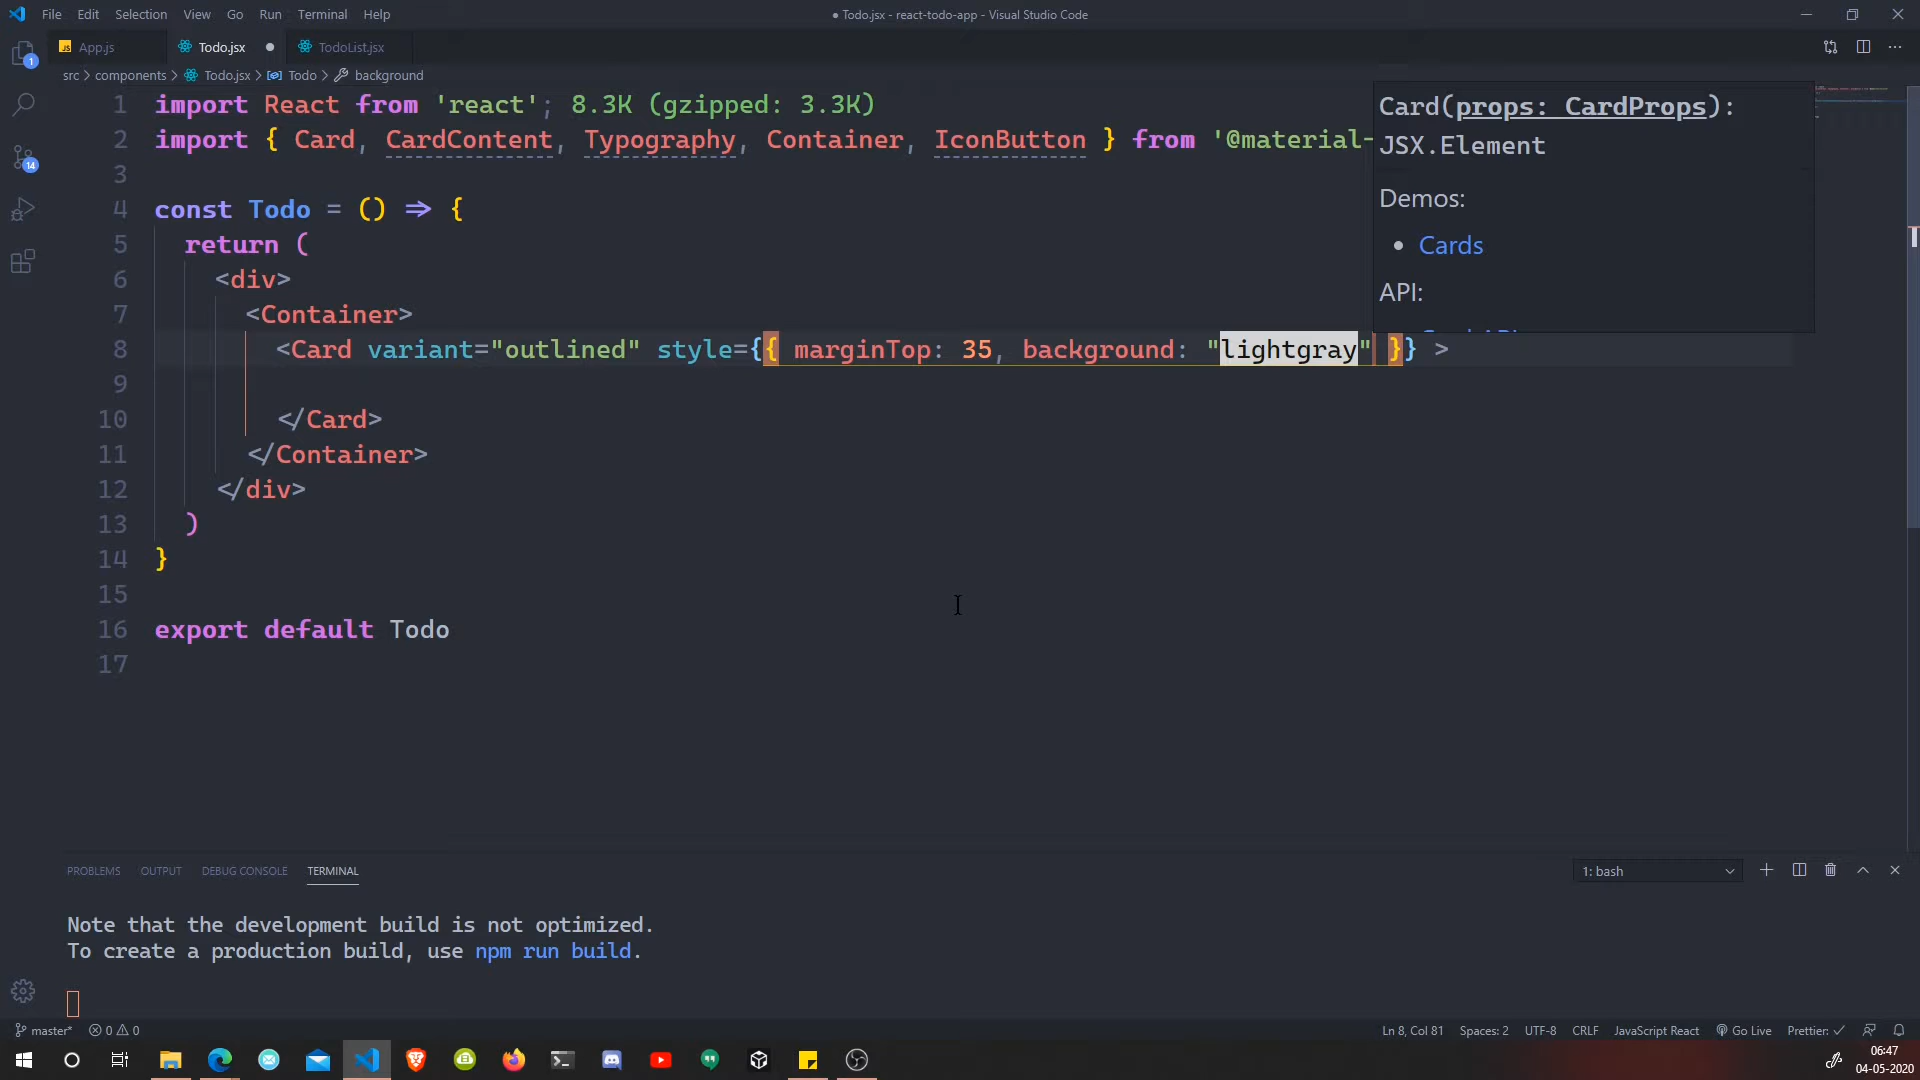 File Edit Selection View Go Run Terminal Help
● Todo.jsx - react-todo-app - Visual Studio Code
JS App.js
Todo.jsx ●
TodoList.jsx
src > components > Todo.jsx > Todo > background
1 import React from 'react'; 8.3K (gzipped: 3.3K)
2 import { Card, CardContent, Typography, Container, IconButton } from '@material-
3
4 const Todo = () => {
5 return (
6 <div>
7 <Container>
8 <Card variant="outlined" style={{ marginTop: 35, background: "lightgray" }} >
9
10 </Card>
11 </Container>
12 </div>
13 )
14 }
15
16 export default Todo
17
Card(props: CardProps):
JSX.Element
Demos:
• Cards
API:
PROBLEMS OUTPUT DEBUG CONSOLE TERMINAL
1: bash
Note that the development build is not optimized.
To create a production build, use npm run build.
1
14
master* 0 0
Ln 8, Col 81 Spaces: 2 UTF-8 CRLF JavaScript React Go Live Prettier: ✓
06:47
04-05-2020